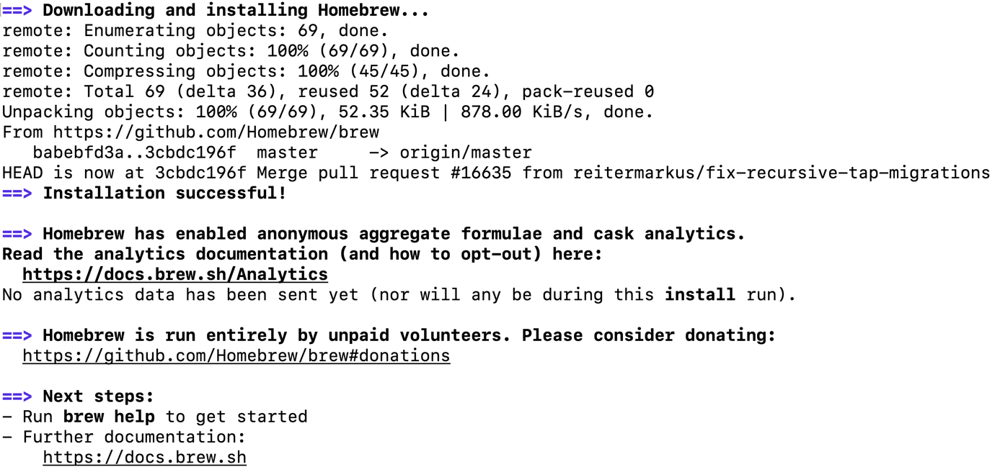 ==> Downloading and installing Homebrew...
remote: Enumerating objects: 69, done.
remote: Counting objects: 100% (69/69), done.
remote: Compressing objects: 100% (45/45), done.
remote: Total 69 (delta 36), reused 52 (delta 24), pack-reused 0
Unpacking objects: 100% (69/69), 52.35 KiB | 878.00 KiB/s, done.
From https://github.com/Homebrew/brew
   babebfd3a..3cbdc196f  master     -> origin/master
HEAD is now at 3cbdc196f Merge pull request #16635 from reitermarkus/fix-recursive-tap-migrations
==> Installation successful!

==> Homebrew has enabled anonymous aggregate formulae and cask analytics.
Read the analytics documentation (and how to opt-out) here:
  https://docs.brew.sh/Analytics
No analytics data has been sent yet (nor will any be during this install run).

==> Homebrew is run entirely by unpaid volunteers. Please consider donating:
  https://github.com/Homebrew/brew#donations

==> Next steps:
- Run brew help to get started
- Further documentation:
    https://docs.brew.sh